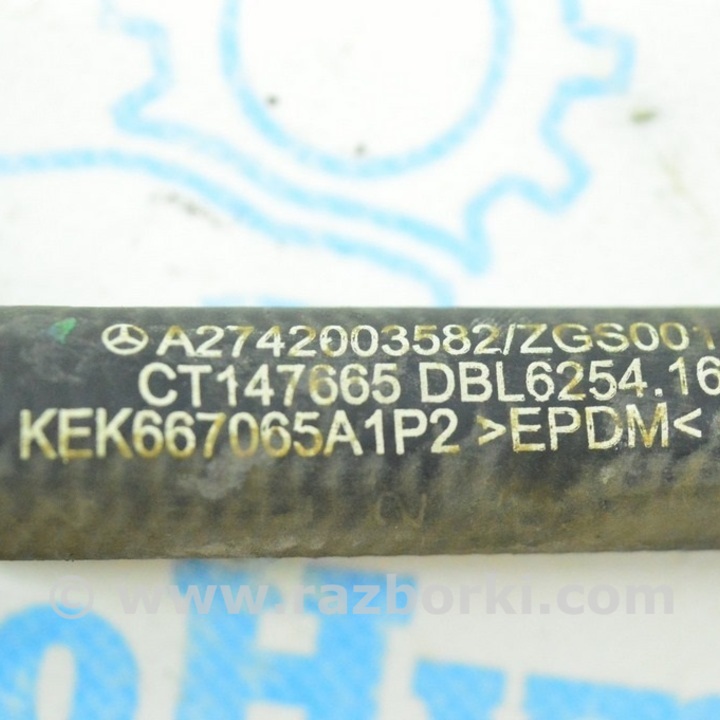 A2742003582/ZGS001
CT147665 DBL6254.16
KEK667065A1P2 >EPDM<
© www.razborki.com